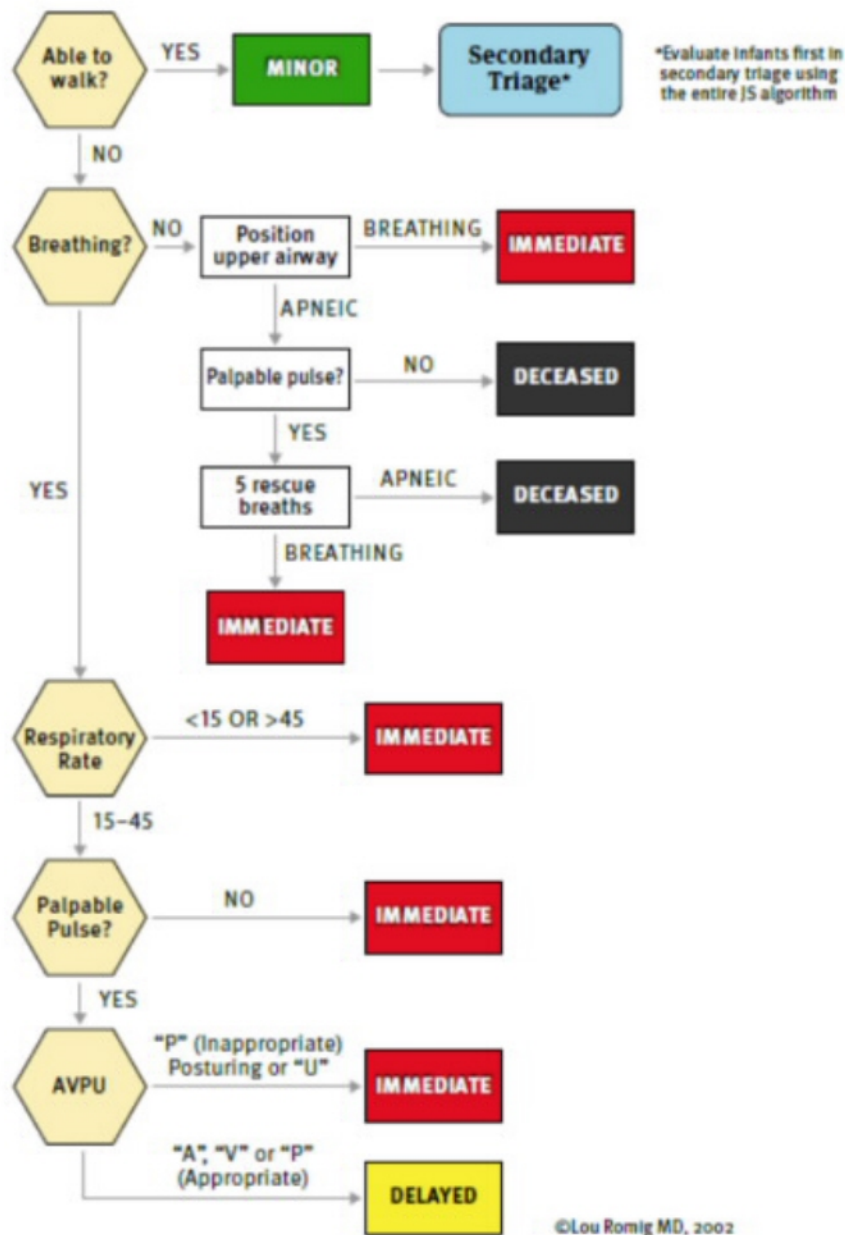 Able to
walk?
YES
MINOR
Secondary
Triage*
*Evaluate infants first in
secondary triage using
the entire JS algorithm
NO
Breathing?
NO
Position
upper airway
BREATHING
IMMEDIATE
APNEIC
Palpable pulse?
NO
DECEASED
YES
5 rescue
breaths
APNEIC
DECEASED
BREATHING
IMMEDIATE
YES
Respiratory
Rate
<15 OR >45
IMMEDIATE
15–45
Palpable
Pulse?
NO
IMMEDIATE
YES
AVPU
“P” (Inappropriate)
Posturing or “U”
IMMEDIATE
“A”, “V” or “P”
(Appropriate)
DELAYED
©Lou Romig MD, 2002